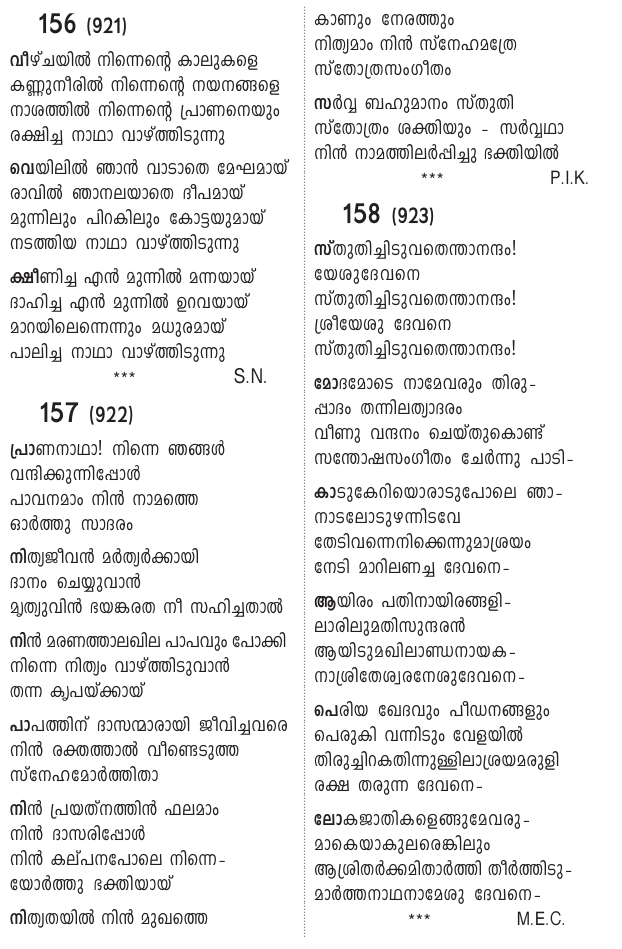 156 (921)
വീഴ്ചയിൽ നിന്നെന്റെ കാലുകളെ
കണ്ണുനീരിൽ നിന്നെന്റെ നയനങ്ങളെ
നാശത്തിൽ നിന്നെന്റെ പ്രാണനെയും
രക്ഷിച്ച നാഥാ വാഴ്ത്തിടുന്നു
വെയിലിൽ ഞാൻ വാടാതെ മേഘമായ്
രാവിൽ ഞാനലയാതെ ദീപമായ്
മുന്നിലും പിറകിലും കോട്ടയുമായ്
നടത്തിയ നാഥാ വാഴ്ത്തിടുന്നു
ക്ഷീണിച്ച എൻ മുന്നിൽ മന്നയായ്
ദാഹിച്ച എൻ മുന്നിൽ ഉറവയായ്
മാറയിലെന്നെന്നും മധുരമായ്
പാലിച്ച നാഥാ വാഴ്ത്തിടുന്നു
*** S.N.
157 (922)
പ്രാണനാഥാ! നിന്നെ ഞങ്ങൾ
വന്ദിക്കുന്നിപ്പോൾ
പാവനമാം നിൻ നാമത്തെ
ഓർത്തു സാദരം
നിത്യജീവൻ മർത്യർക്കായി
ദാനം ചെയ്യുവാൻ
മൃത്യുവിൻ ഭയങ്കരത നീ സഹിച്ചതാൽ
നിൻ മരണത്താലഖില പാപവും പോക്കി
നിന്നെ നിത്യം വാഴ്ത്തിടുവാൻ
തന്ന കൃപയ്ക്കായ്
പാപത്തിന് ദാസന്മാരായി ജീവിച്ചവരെ
നിൻ രക്തത്താൽ വീണ്ടെടുത്ത
സ്നേഹമോർത്തിതാ
നിൻ പ്രയത്നത്തിൻ ഫലമാം
നിൻ ദാസരിപ്പോൾ
നിൻ കല്പനപോലെ നിന്നെ-
യോർത്തു ഭക്തിയായ്
നിത്യതയിൽ നിൻ മുഖത്തെ
കാണും നേരത്തും
നിത്യമാം നിൻ സ്നേഹമത്രേ
സ്തോത്രസംഗീതം
സർവ്വ ബഹുമാനം സ്തുതി
സ്തോത്രം ശക്തിയും - സർവ്വഥാ
നിൻ നാമത്തിലർപ്പിച്ചു ഭക്തിയിൽ
*** P.I.K.
158 (923)
സ്തുതിച്ചിടുവതെന്താനന്ദം!
യേശുദേവനെ
സ്തുതിച്ചിടുവതെന്താനന്ദം!
ശ്രീയേശു ദേവനെ
സ്തുതിച്ചിടുവതെന്താനന്ദം!
മോദമോടെ നാമേവരും തിരു-
പ്പാദം തന്നിലത്യാദരം
വീണു വന്ദനം ചെയ്തുകൊണ്ട്
സന്തോഷസംഗീതം ചേർന്നു പാടി-
കാടുകേറിയൊരാടുപോലെ ഞാ-
നാടലോടുഴന്നിടവേ
തേടിവന്നെനിക്കെന്നുമാശ്രയം
നേടി മാറിലണച്ച ദേവനെ-
ആയിരം പതിനായിരങ്ങളി-
ലാരിലുമതിസുന്ദരൻ
ആയിടുമഖിലാണ്ഡനായക-
നാശ്രിതേശ്വരനേശുദേവനെ-
പെരിയ ഖേദവും പീഡനങ്ങളും
പെരുകി വന്നിടും വേളയിൽ
തിരുച്ചിറകതിന്നുള്ളിലാശ്രയമരുളി
രക്ഷ തരുന്ന ദേവനെ-
ലോകജാതികളെങ്ങുമേവരു-
മാകെയാകുലരെങ്കിലും
ആശ്രിതർക്കമിതാർത്തി തീർത്തിടു-
മാർത്തനാഥനാമേശു ദേവനെ-
*** M.E.C.